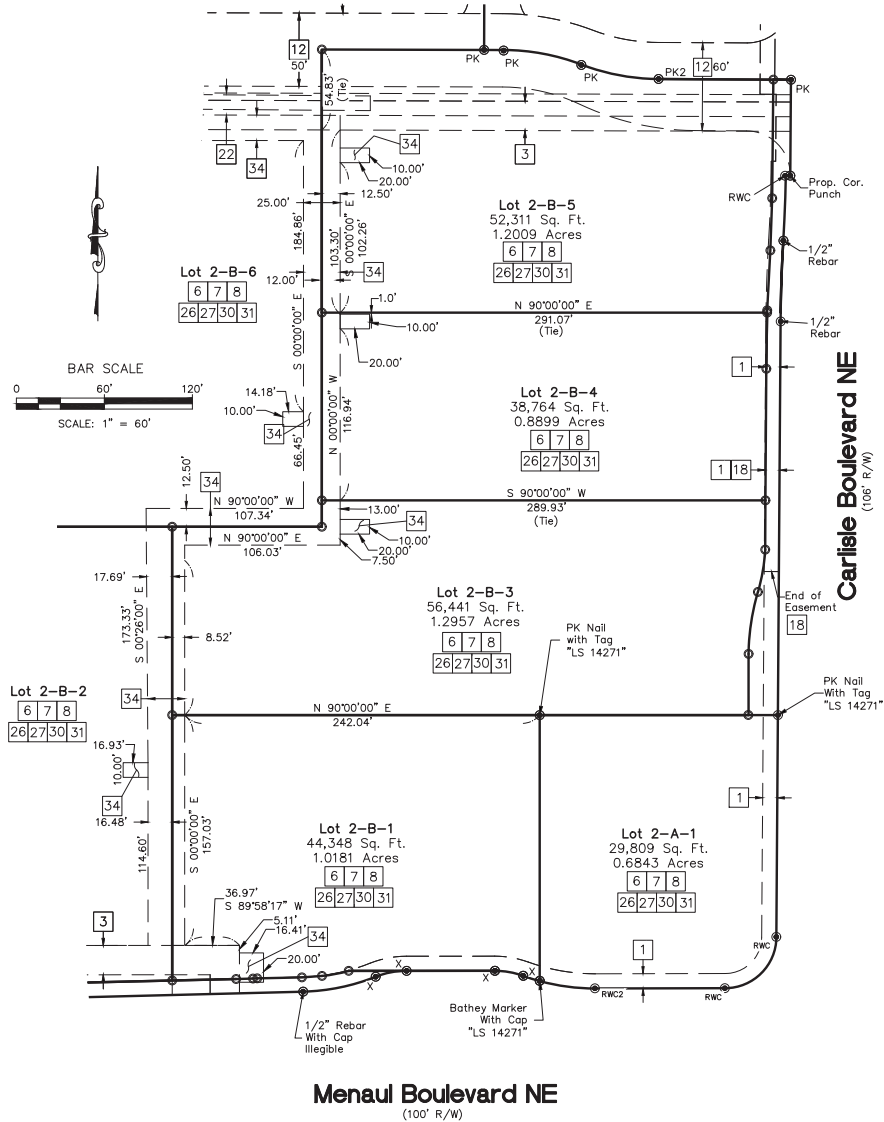 12
50'
PK
PK
PK
PK2
12
60'
PK
54.83'
(Tie)
22
34
34
10.00'
20.00'
3
12.50'
25.00'
RWC
Prop. Cor.
Punch
Lot 2-B-5
52,311 Sq. Ft.
1.2009 Acres
6 7 8
26 27 30 31
184.86'
103.30'
S 00°00'00" E
102.26'
1/2"
Rebar
Lot 2-B-6
6 7 8
26 27 30 31
34
12.00'
1.0'
10.00'
20.00'
N 90°00'00" E
291.07'
(Tie)
1/2"
Rebar
S 00°00'00" E
BAR SCALE
0 60' 120'
SCALE: 1" = 60'
1
Carlisle Boulevard NE
(106' R/W)
Lot 2-B-4
38,764 Sq. Ft.
0.8899 Acres
6 7 8
26 27 30 31
14.18'
10.00'
34
66.45'
N 00°00'00" W
116.94'
1 18
12.50'
34
N 90°00'00" W
107.34'
S 90°00'00" W
289.93'
(Tie)
13.00'
34
10.00'
20.00'
7.50'
N 90°00'00" E
106.03'
17.69'
173.33'
S 00°26'00" E
8.52'
End of
Easement
18
Lot 2-B-3
56,441 Sq. Ft.
1.2957 Acres
6 7 8
26 27 30 31
PK Nail
with Tag
"LS 14271"
PK Nail
With Tag
"LS 14271"
Lot 2-B-2
6 7 8
26 27 30 31
34
N 90°00'00" E
242.04'
16.93'
10.00'
34
16.48'
114.60'
S 00°00'00" E
157.03'
1
Lot 2-B-1
44,348 Sq. Ft.
1.0181 Acres
6 7 8
26 27 30 31
Lot 2-A-1
29,809 Sq. Ft.
0.6843 Acres
6 7 8
26 27 30 31
36.97'
S 89°58'17" W
5.11'
16.41'
34
20.00'
3
1
RWC
X
X
X
X
RWC2
RWC
1/2" Rebar
With Cap
Illegible
Bathey Marker
With Cap
"LS 14271"
Menaul Boulevard NE
(100' R/W)